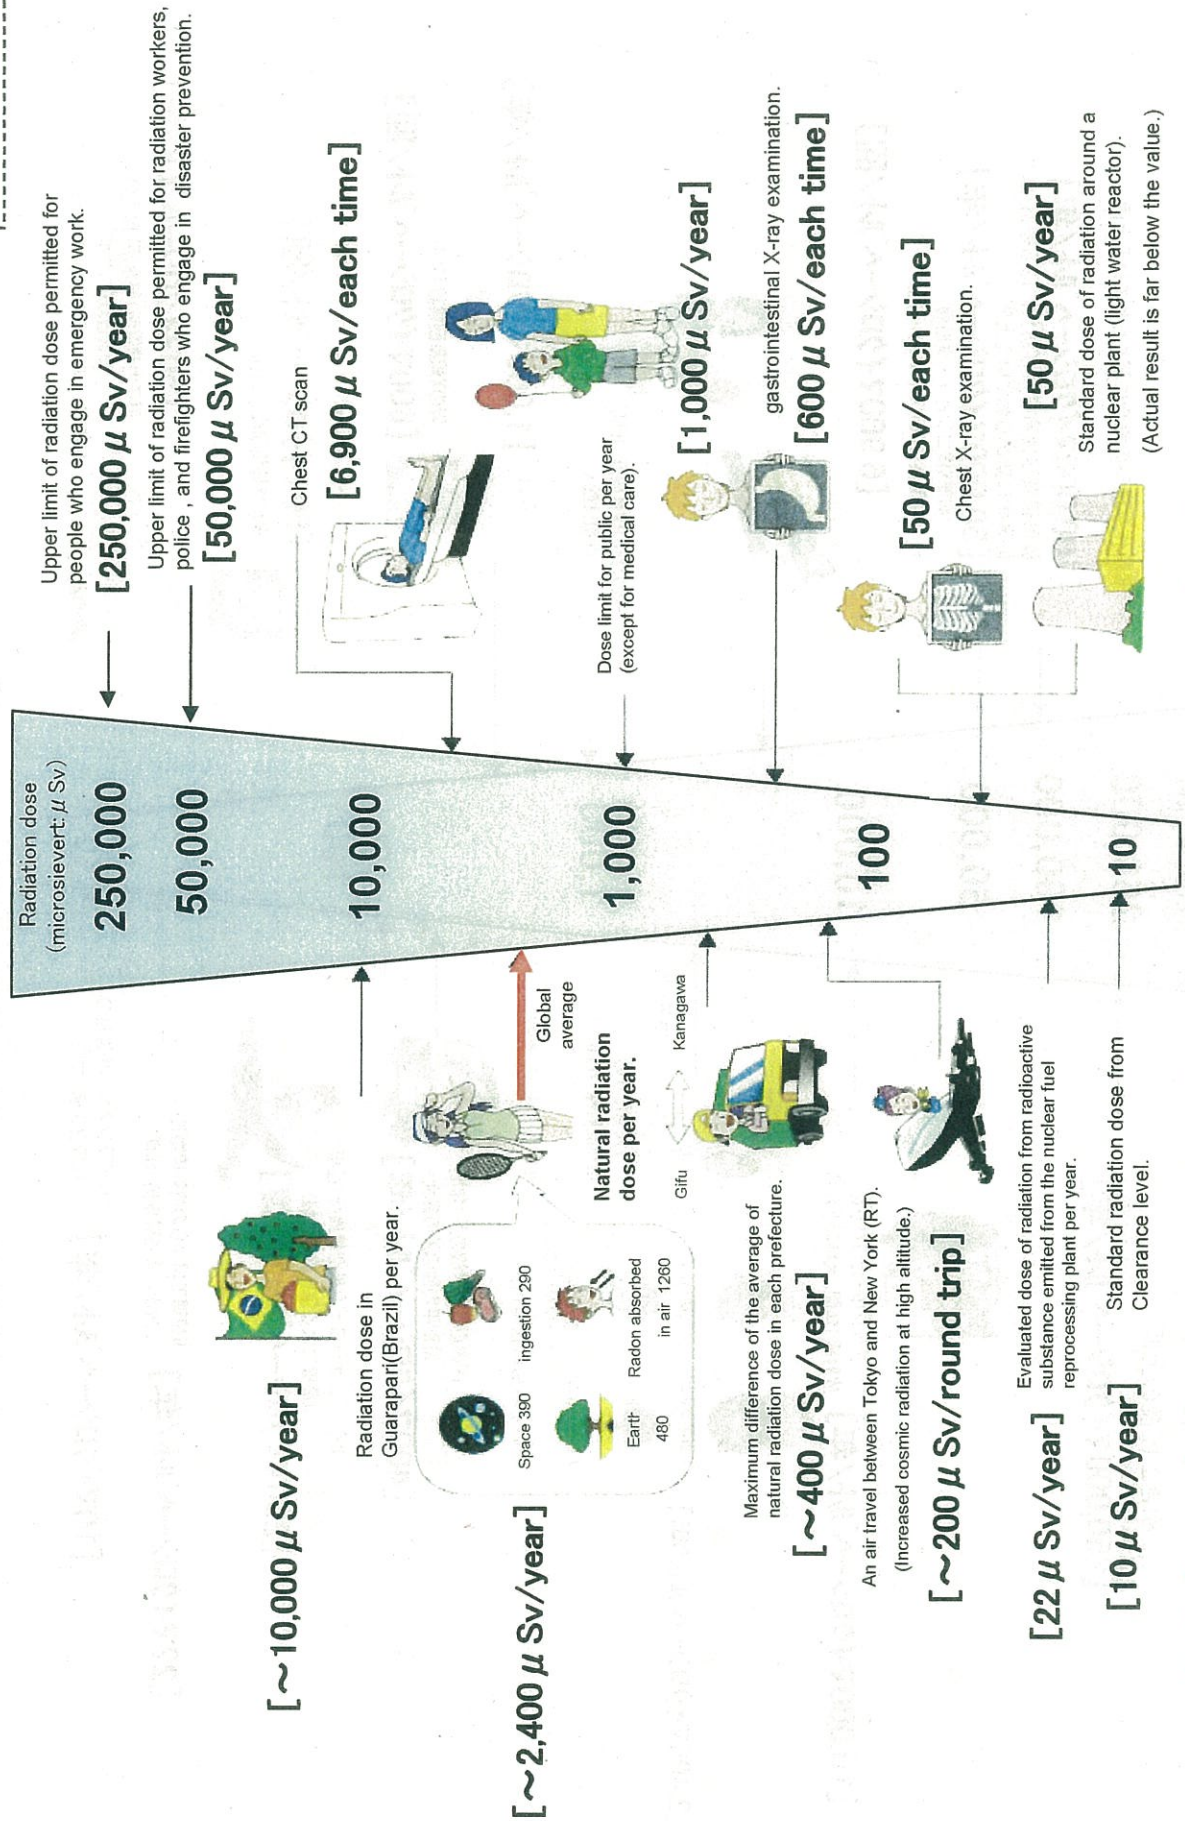 Radiation dose
(microsievert: μ Sv)
250,000
50,000
10,000
1,000
100
10
Upper limit of radiation dose permitted for
people who engage in emergency work.
[250,000 μ Sv/year]
Upper limit of radiation dose permitted for radiation workers,
police , and firefighters who engage in disaster prevention.
[50,000 μ Sv/year]
Chest CT scan
[6,900 μ Sv/each time]
Dose limit for public per year
(except for medical care).
[1,000 μ Sv/year]
gastrointestinal X-ray examination.
[600 μ Sv/each time]
[50 μ Sv/each time]
Chest X-ray examination.
[50 μ Sv/year]
Standard dose of radiation around a
nuclear plant (light water reactor).
(Actual result is far below the value.)
[~10,000 μ Sv/year]
Radiation dose in
Guarapari(Brazil) per year.
Global
average
Natural radiation
dose per year.
Space 390
ingestion 290
Earth
480
Radon absorbed
in air 1260
[~2,400 μ Sv/year]
Gifu
Kanagawa
Maximum difference of the average of
natural radiation dose in each prefecture.
[~400 μ Sv/year]
An air travel between Tokyo and New York (RT).
(Increased cosmic radiation at high altitude.)
[~200 μ Sv/round trip]
Evaluated dose of radiation from radioactive
substance emitted from the nuclear fuel
reprocessing plant per year.
[22 μ Sv/year]
Standard radiation dose from
Clearance level.
[10 μ Sv/year]